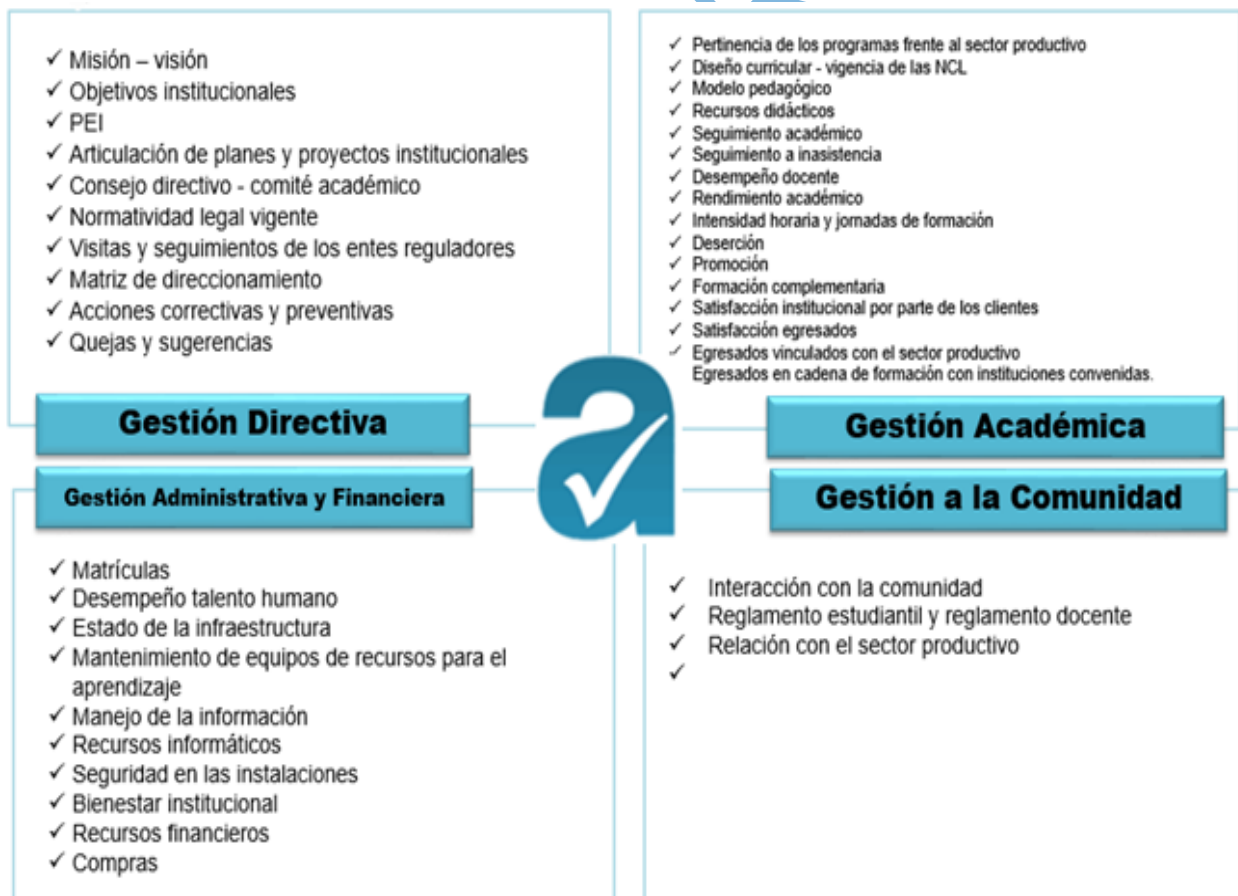 ✓ Misión – visión
✓ Objetivos institucionales
✓ PEI
✓ Articulación de planes y proyectos institucionales
✓ Consejo directivo - comité académico
✓ Normatividad legal vigente
✓ Visitas y seguimientos de los entes reguladores
✓ Matriz de direccionamiento
✓ Acciones correctivas y preventivas
✓ Quejas y sugerencias
Gestión Directiva
✓ Pertinencia de los programas frente al sector productivo
✓ Diseño curricular - vigencia de las NCL
✓ Modelo pedagógico
✓ Recursos didácticos
✓ Seguimiento académico
✓ Seguimiento a inasistencia
✓ Desempeño docente
✓ Rendimiento académico
✓ Intensidad horaria y jornadas de formación
✓ Deserción
✓ Promoción
✓ Formación complementaria
✓ Satisfacción institucional por parte de los clientes
✓ Satisfacción egresados
✓ Egresados vinculados con el sector productivo
Egresados en cadena de formación con instituciones convenidas.
Gestión Académica
a
Gestión Administrativa y Financiera
✓ Matrículas
✓ Desempeño talento humano
✓ Estado de la infraestructura
✓ Mantenimiento de equipos de recursos para el
aprendizaje
✓ Manejo de la información
✓ Recursos informáticos
✓ Seguridad en las instalaciones
✓ Bienestar institucional
✓ Recursos financieros
✓ Compras
Gestión a la Comunidad
✓ Interacción con la comunidad
✓ Reglamento estudiantil y reglamento docente
✓ Relación con el sector productivo
✓